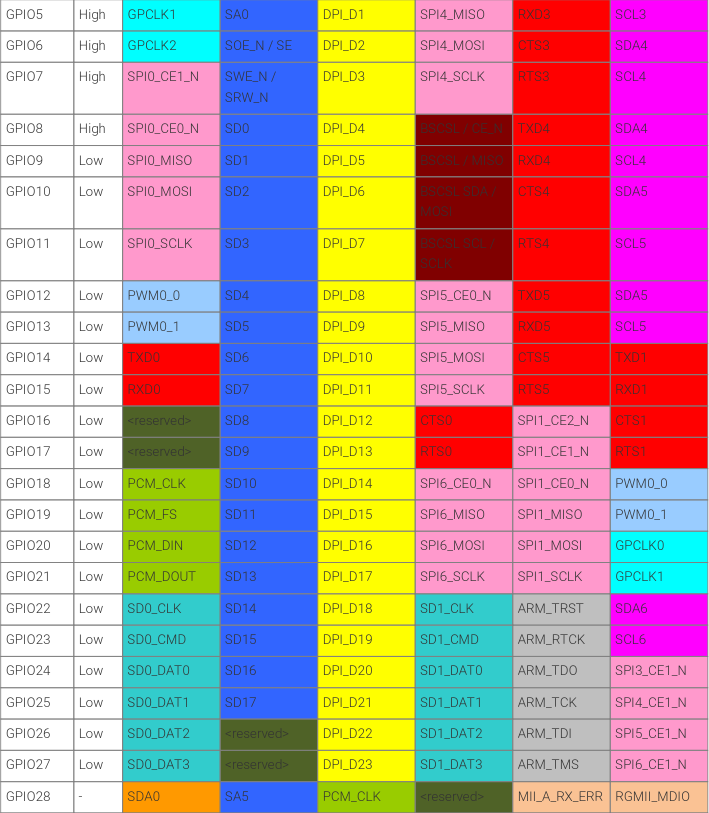 GPIO5 High GPCLK1 SA0 DPI_D1 SPI4_MISO RXD3 SCL3
GPIO6 High GPCLK2 SOE_N / SE DPI_D2 SPI4_MOSI CTS3 SDA4
GPIO7 High SPI0_CE1_N SWE_N / DPI_D3 SPI4_SCLK RTS3 SCL4
SRW_N
GPIO8 High SPI0_CE0_N SD0 DPI_D4 BSCSL / CE_N TXD4 SDA4
GPIO9 Low SPI0_MISO SD1 DPI_D5 BSCSL / MISO RXD4 SCL4
GPIO10 Low SPI0_MOSI SD2 DPI_D6 BSCSL SDA / CTS4 SDA5
MOSI
GPIO11 Low SPI0_SCLK SD3 DPI_D7 BSCSL SCL / RTS4 SCL5
SCLK
GPIO12 Low PWM0_0 SD4 DPI_D8 SPI5_CE0_N TXD5 SDA5
GPIO13 Low PWM0_1 SD5 DPI_D9 SPI5_MISO RXD5 SCL5
GPIO14 Low TXD0 SD6 DPI_D10 SPI5_MOSI CTS5 TXD1
GPIO15 Low RXD0 SD7 DPI_D11 SPI5_SCLK RTS5 RXD1
GPIO16 Low <reserved> SD8 DPI_D12 CTS0 SPI1_CE2_N CTS1
GPIO17 Low <reserved> SD9 DPI_D13 RTS0 SPI1_CE1_N RTS1
GPIO18 Low PCM_CLK SD10 DPI_D14 SPI6_CE0_N SPI1_CE0_N PWM0_0
GPIO19 Low PCM_FS SD11 DPI_D15 SPI6_MISO SPI1_MISO PWM0_1
GPIO20 Low PCM_DIN SD12 DPI_D16 SPI6_MOSI SPI1_MOSI GPCLK0
GPIO21 Low PCM_DOUT SD13 DPI_D17 SPI6_SCLK SPI1_SCLK GPCLK1
GPIO22 Low SD0_CLK SD14 DPI_D18 SD1_CLK ARM_TRST SDA6
GPIO23 Low SD0_CMD SD15 DPI_D19 SD1_CMD ARM_RTCK SCL6
GPIO24 Low SD0_DAT0 SD16 DPI_D20 SD1_DAT0 ARM_TDO SPI3_CE1_N
GPIO25 Low SD0_DAT1 SD17 DPI_D21 SD1_DAT1 ARM_TCK SPI4_CE1_N
GPIO26 Low SD0_DAT2 <reserved> DPI_D22 SD1_DAT2 ARM_TDI SPI5_CE1_N
GPIO27 Low SD0_DAT3 <reserved> DPI_D23 SD1_DAT3 ARM_TMS SPI6_CE1_N
GPIO28 - SDA0 SA5 PCM_CLK <reserved> MII_A_RX_ERR RGMII_MDIO